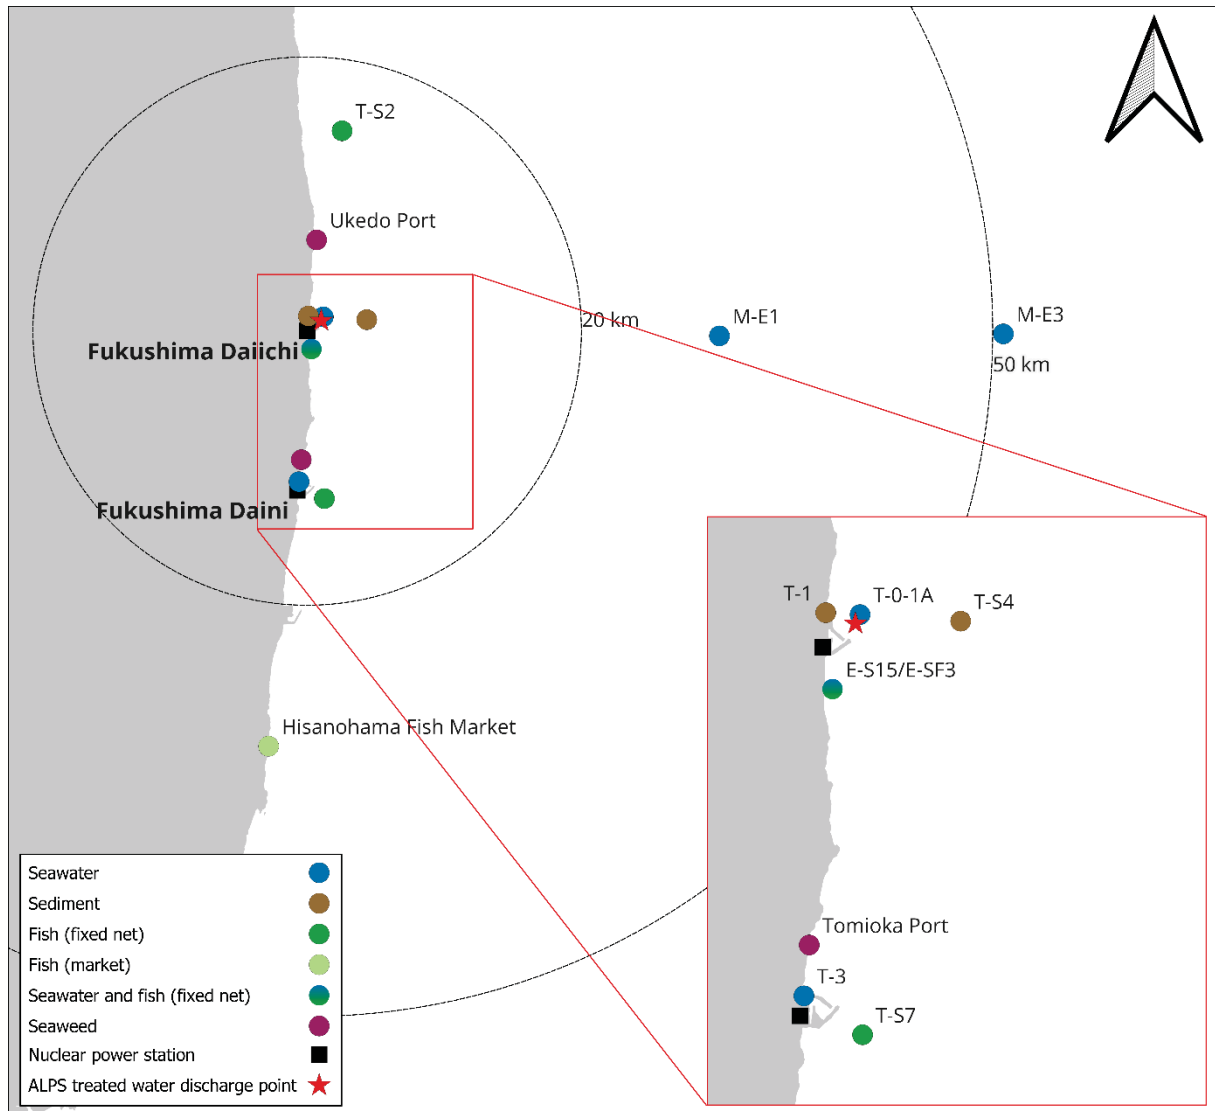 T-S2
Ukedo Port
20 km
M-E1
M-E3
50 km
Fukushima Daiichi
Fukushima Daini
T-1
T-0-1A
T-S4
E-S15/E-SF3
Hisanohama Fish Market
Tomioka Port
T-3
T-S7
Seawater
Sediment
Fish (fixed net)
Fish (market)
Seawater and fish (fixed net)
Seaweed
Nuclear power station
ALPS treated water discharge point